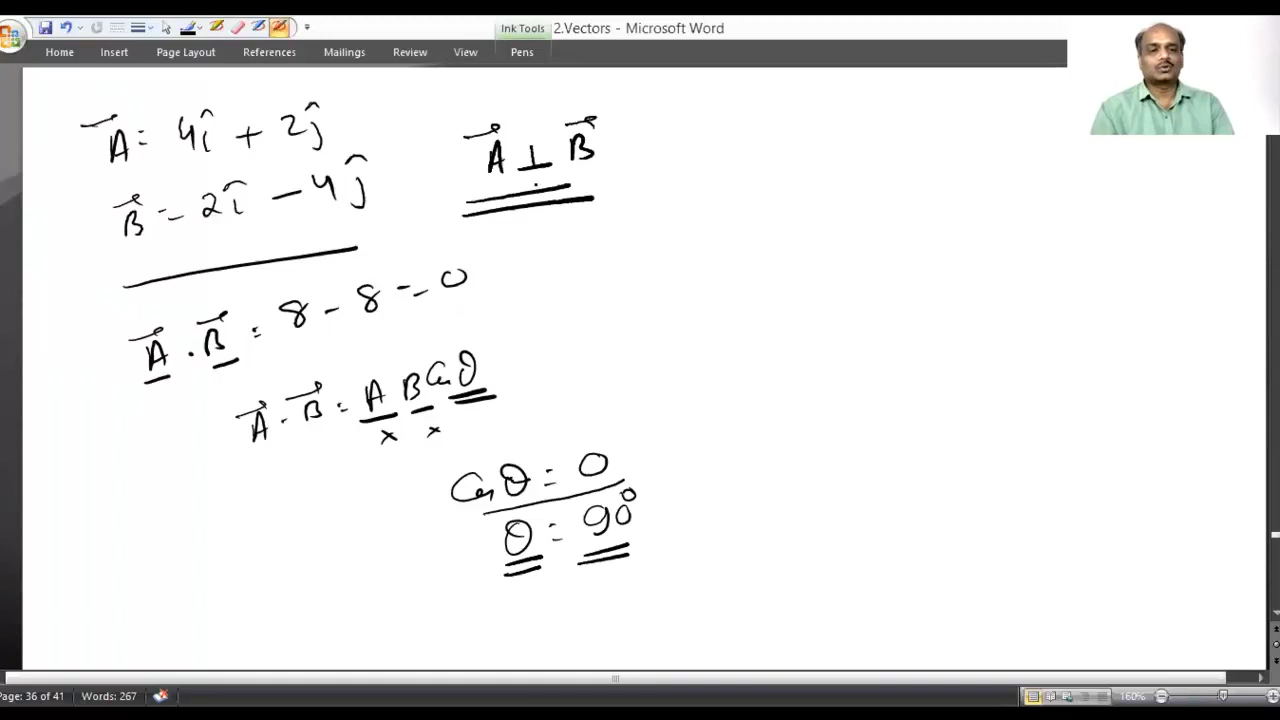 Ink Tools 2.Vectors - Microsoft Word
Home Insert Page Layout References Mailings Review View Pens
A⃗ = 4î + 2ĵ
B⃗ = 2î - 4ĵ
A⃗ ⊥ B⃗
A⃗ . B⃗ = 8 - 8 = 0
A⃗ . B⃗ = A B Cos θ
x x
Cos θ = 0
θ = 90°
Page: 36 of 41 Words: 267 160%